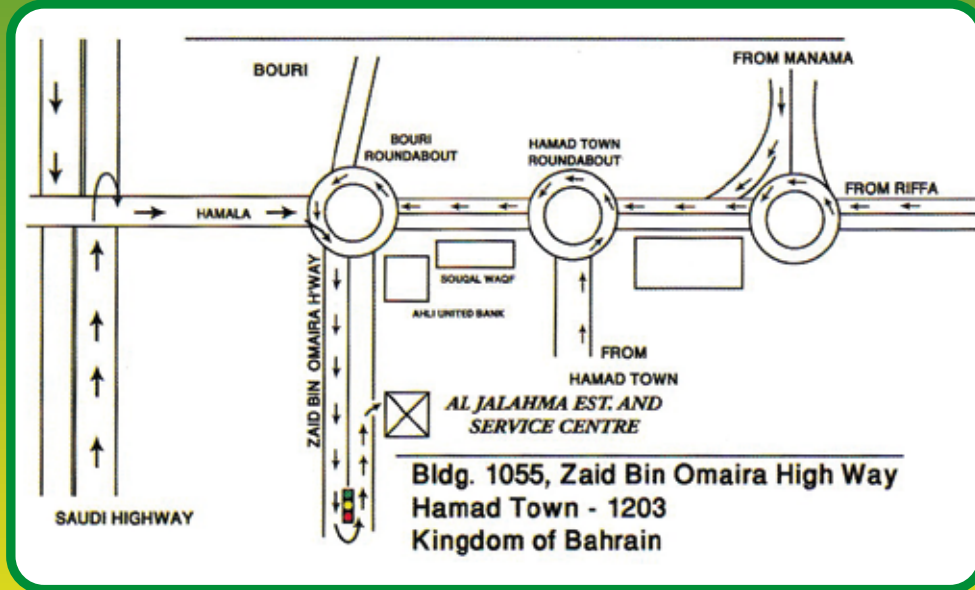 BOURI
FROM MANAMA
BOURI
ROUNDABOUT
HAMAD TOWN
ROUNDABOUT
FROM RIFFA
HAMALA
SOUQAL WAQF
AHLI UNITED BANK
ZAID BIN OMAIRA H'WAY
FROM
HAMAD TOWN
AL JALAHMA EST. AND
SERVICE CENTRE
Bldg. 1055, Zaid Bin Omaira High Way
Hamad Town - 1203
Kingdom of Bahrain
SAUDI HIGHWAY